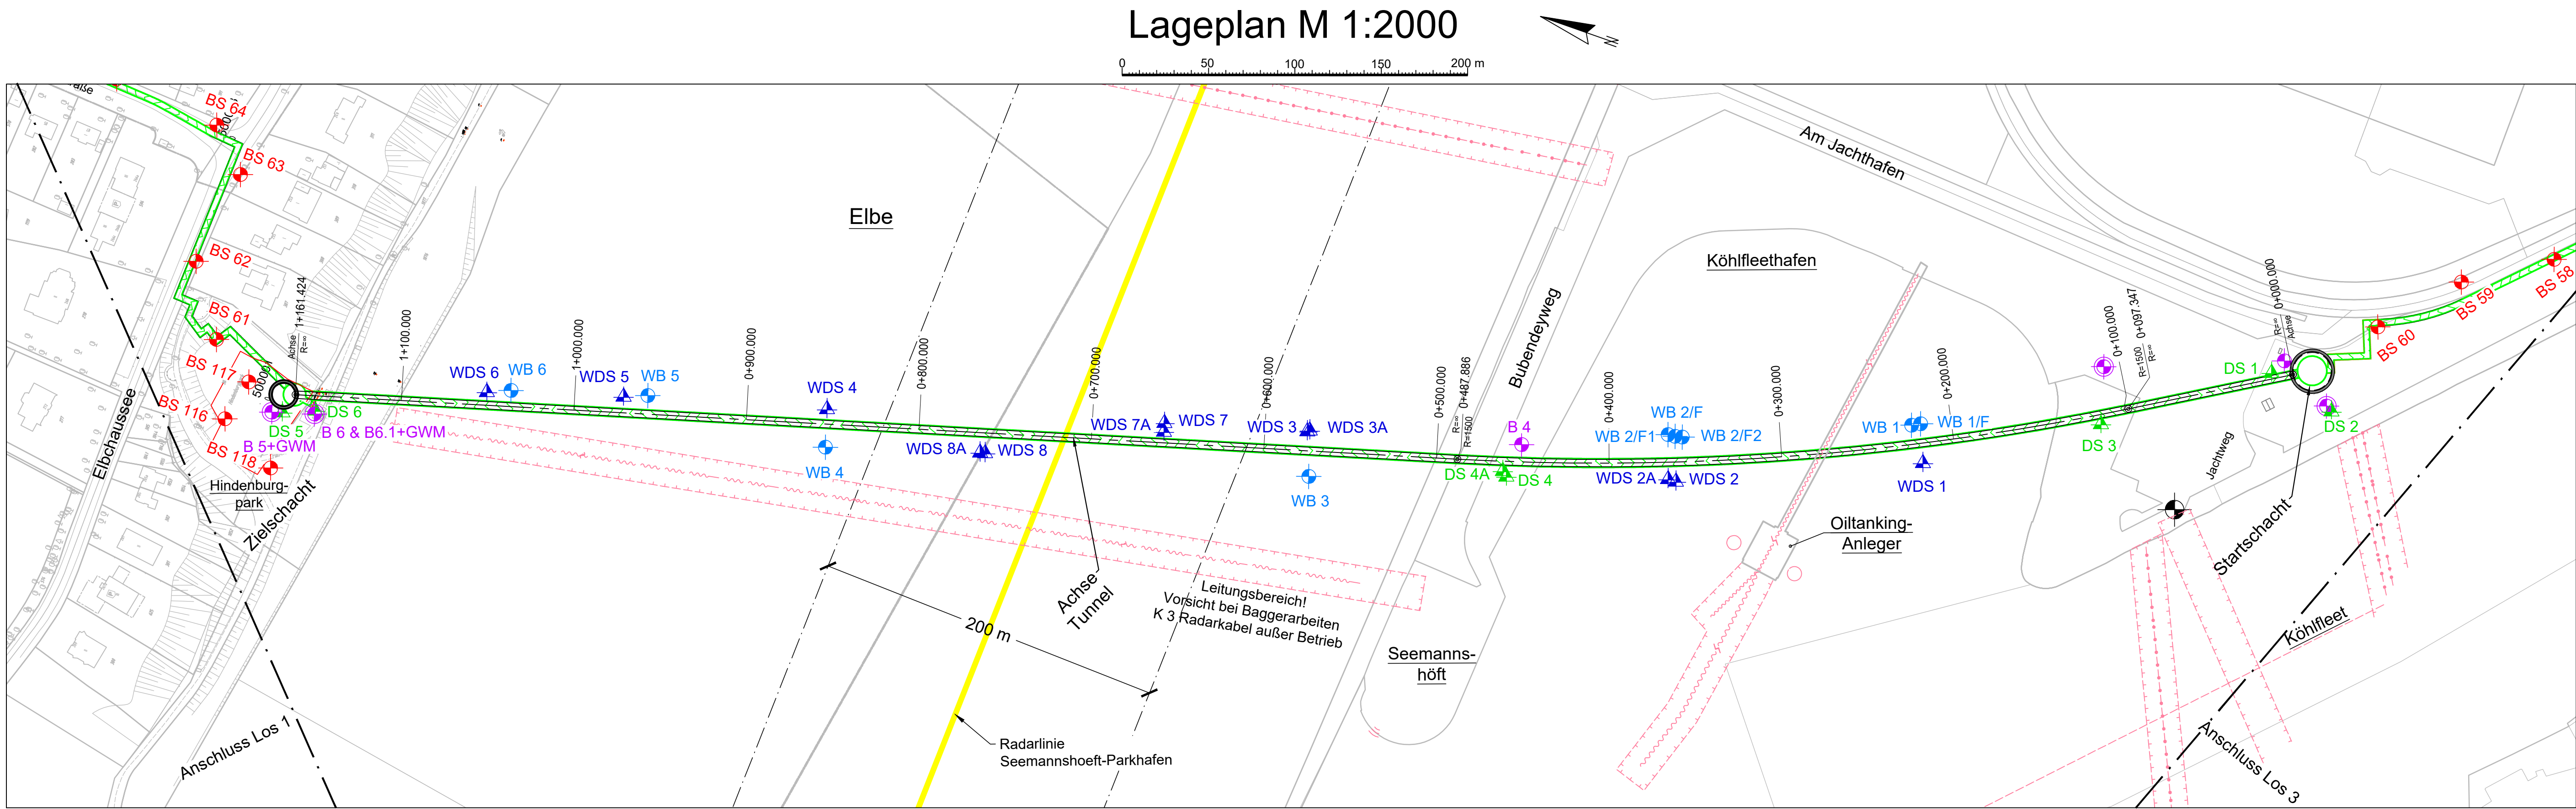 Lageplan M 1:2000
N
0 50 100 150 200 m
aße
BS 64
BS 63
BS 62
BS 61
BS 117
BS 116
BS 118
Elbchaussee
Hindenburg-
park
Zielschacht
Anschluss Los 1
Achse
R=∞
1+161.424
DS 5
DS 6
B 5+GWM
B 6 & B6.1+GWM
1+100.000
WDS 6
WB 6
1+000.000
WDS 5
WB 5
0+900.000
Elbe
WDS 4
WB 4
0+800.000
WDS 8A
WDS 8
0+700.000
WDS 7A
WDS 7
Achse
Tunnel
200 m
Radarlinie
Seemannshoeft-Parkhafen
Leitungsbereich!
Vorsicht bei Baggerarbeiten
K 3 Radarkabel außer Betrieb
0+600.000
WDS 3
WDS 3A
WB 3
0+500.000
R=∞
R=1500
0+487.886
Bubendeyweg
Seemanns-
höft
B 4
DS 4A
DS 4
0+400.000
WB 2/F
WB 2/F1
WB 2/F2
WDS 2A
WDS 2
Köhlfleethafen
Am Jachthafen
0+300.000
Oiltanking-
Anleger
WB 1
WB 1/F
WDS 1
0+200.000
0+100.000
0+097.347
R=1500
R=∞
DS 3
Jachtweg
0+000.000
R=∞
Achse
DS 1
DS 2
Startschacht
Köhlfleet
Anschluss Los 3
BS 60
BS 59
BS 58